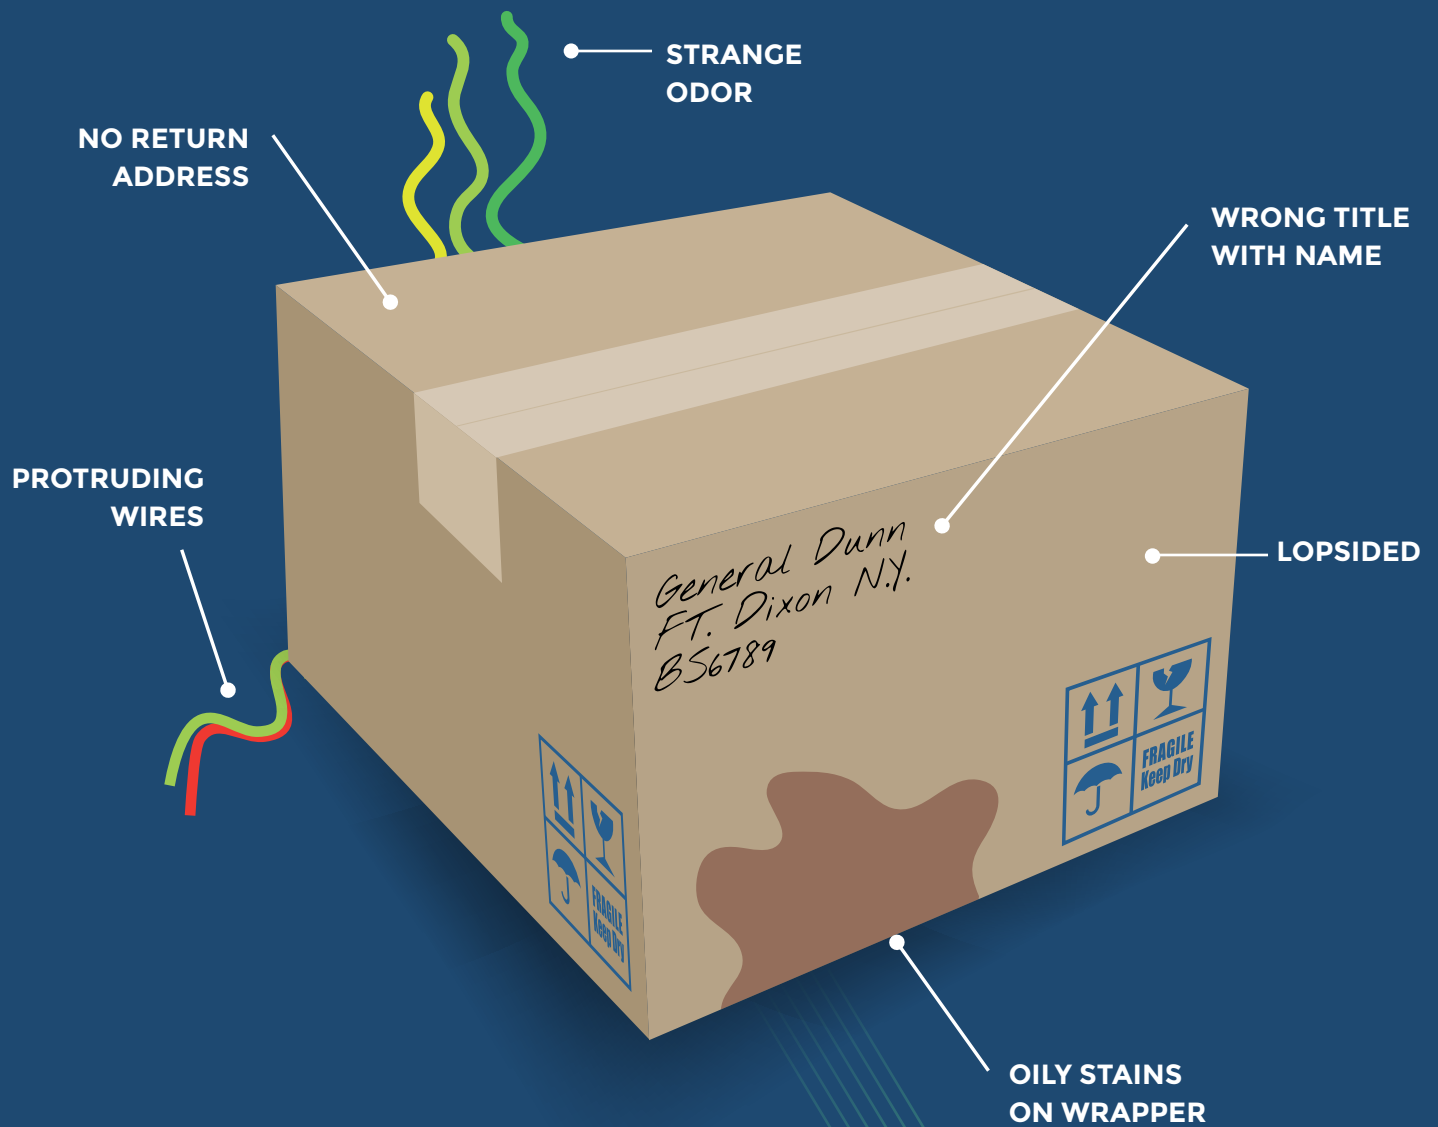 STRANGE
ODOR
NO RETURN
ADDRESS
WRONG TITLE
WITH NAME
PROTRUDING
WIRES
General Dunn
FT. Dixon N.Y.
BS6789
LOPSIDED
FRAGILE
Keep Dry
FRAGILE
Keep Dry
OILY STAINS
ON WRAPPER